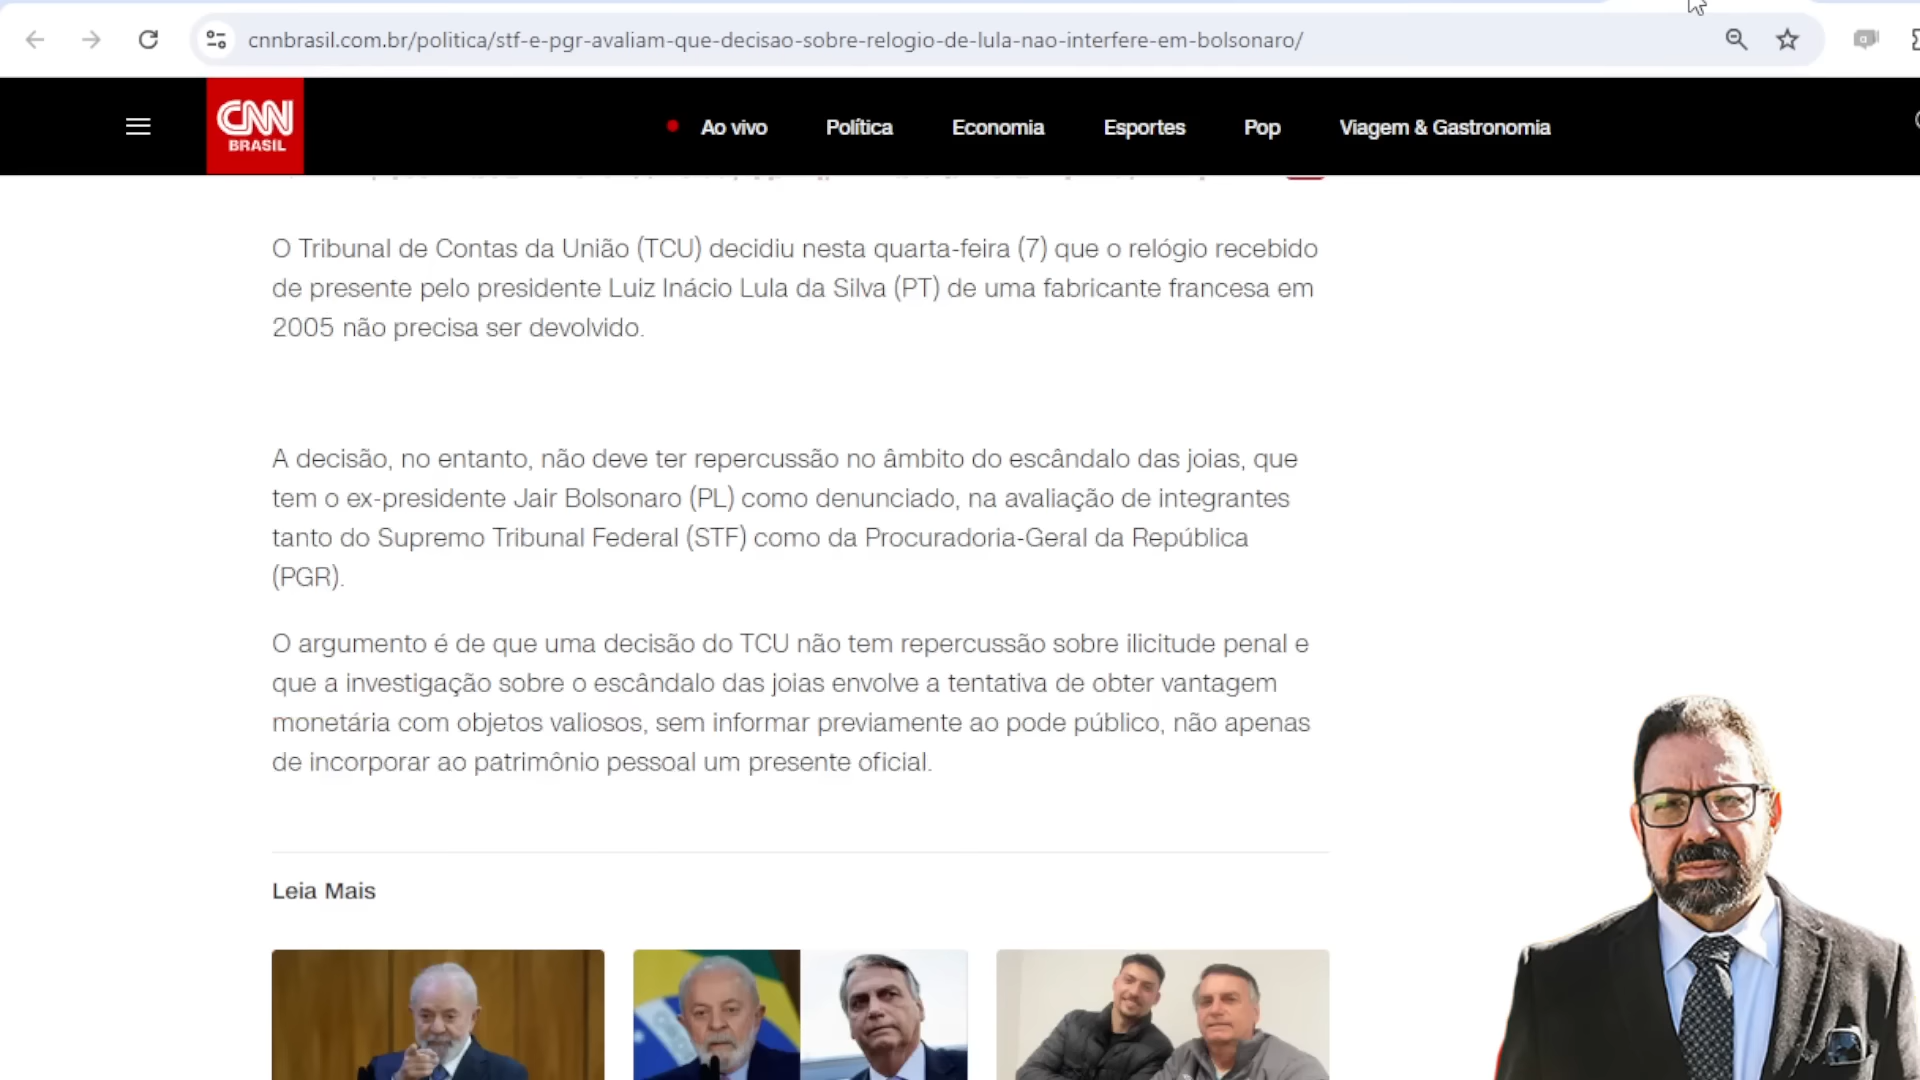 cnnbrasil.com.br/politica/stf-e-pgr-avaliam-que-decisao-sobre-relogio-de-lula-nao-interfere-em-bolsonaro/
CNN
BRASIL
Ao vivo
Política
Economia
Esportes
Pop
Viagem & Gastronomia
O Tribunal de Contas da União (TCU) decidiu nesta quarta-feira (7) que o relógio recebido
de presente pelo presidente Luiz Inácio Lula da Silva (PT) de uma fabricante francesa em
2005 não precisa ser devolvido.
A decisão, no entanto, não deve ter repercussão no âmbito do escândalo das joias, que
tem o ex-presidente Jair Bolsonaro (PL) como denunciado, na avaliação de integrantes
tanto do Supremo Tribunal Federal (STF) como da Procuradoria-Geral da República
(PGR).
O argumento é de que uma decisão do TCU não tem repercussão sobre ilicitude penal e
que a investigação sobre o escândalo das joias envolve a tentativa de obter vantagem
monetária com objetos valiosos, sem informar previamente ao pode público, não apenas
de incorporar ao patrimônio pessoal um presente oficial.
Leia Mais